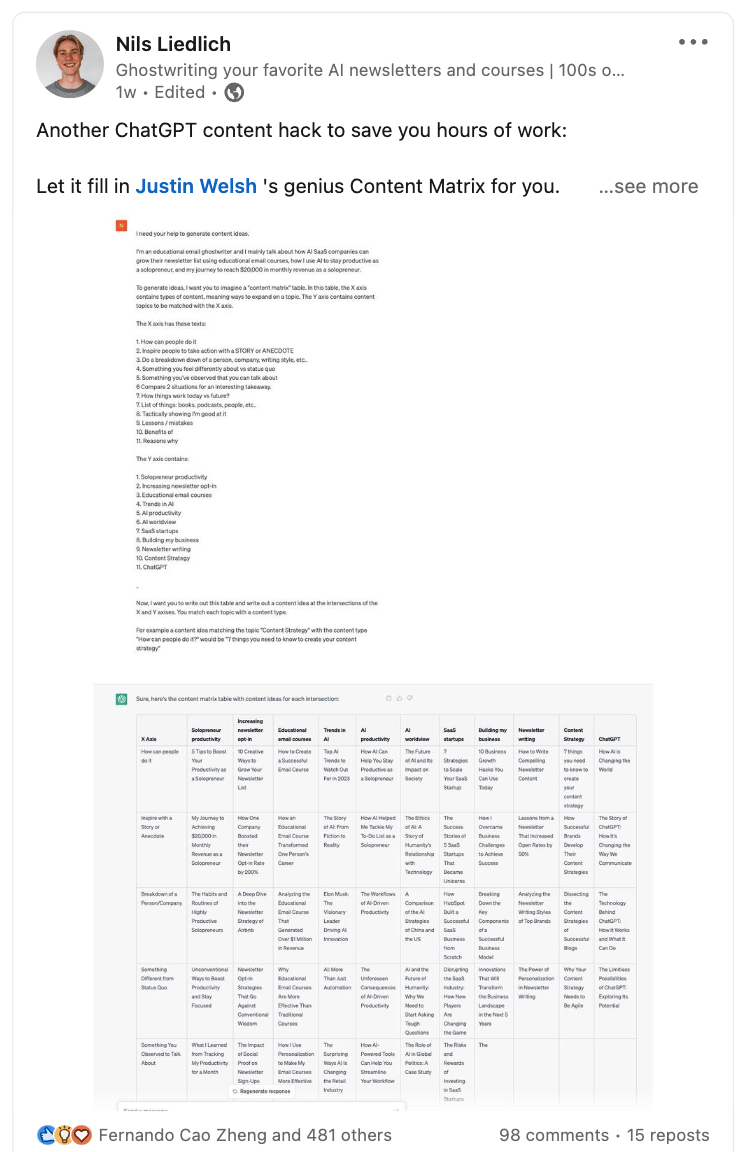 Nils Liedlich
Ghostwriting your favorite AI newsletters and courses | 100s o...
1w • Edited •
Another ChatGPT content hack to save you hours of work:
Let it fill in Justin Welsh 's genius Content Matrix for you. ...see more
N
I need your help to generate content ideas.
I'm an educational email ghostwriter and I mainly talk about how AI SaaS companies can
grow their newsletter list using educational email courses, how I use AI to stay productive as
a solopreneur, and my journey to reach $20,000 in monthly revenue as a solopreneur.
To generate ideas, I want you to imagine a "content matrix" table. In this table, the X axis
contains types of content, meaning ways to expand on a topic. The Y axis contains content
topics to be matched with the X axis.
The X axis has these texts:
1. How can people do it
2. Inspire people to take action with a STORY or ANECDOTE
3. Do a breakdown down of a person, company, writing style, etc..
4. Something you feel differently about vs status quo
5. Something you've observed that you can talk about
6 Compare 2 situations for an interesting takeaway.
7. How things work today vs future?
7. List of things: books, podcasts, people, etc..
8. Tactically showing I'm good at it
9. Lessons / mistakes
10. Benefits of
11. Reasons why
The Y axis contains:
1. Solopreneur productivity
2. Increasing newsletter opt-in
3. Educational email courses
4. Trends in AI
5. AI productivity
6. AI worldview
7. SaaS startups
8. Building my business
9. Newsletter writing
10. Content Strategy
11. ChatGPT
-
Now, I want you to write out this table and write out a content idea at the intersections of the
X and Y axises. You match each topic with a content type.
For example a content idea matching the topic "Content Strategy" with the content type
"How can people do it?" would be "7 things you need to know to create your content
strategy"
Sure, here's the content matrix table with content ideas for each intersection:
X Axis
Solopreneur productivity
Increasing newsletter opt-in
Educational email courses
Trends in AI
AI productivity
AI worldview
SaaS startups
Building my business
Newsletter writing
Content Strategy
ChatGPT
How can people do it
5 Tips to Boost Your Productivity as a Solopreneur
10 Creative Ways to Grow Your Newsletter List
How to Create a Successful Email Course
Top AI Trends to Watch Out For in 2023
How AI Can Help You Stay Productive as a Solopreneur
The Future of AI and Its Impact on Society
7 Strategies to Scale Your SaaS Startup
10 Business Growth Hacks You Can Use Today
How to Write Compelling Newsletter Content
7 things you need to know to create your content strategy
How AI is Changing the World
Inspire with a Story or Anecdote
My Journey to Achieving $20,000 in Monthly Revenue as a Solopreneur
How One Company Boosted their Newsletter Opt-in Rate by 200%
How an Educational Email Course Transformed One Person's Career
The Story of AI: From Fiction to Reality
How AI Helped Me Tackle My To-Do List as a Solopreneur
The Ethics of AI: A Story of Humanity's Relationship with Technology
The Success Stories of 5 SaaS Startups That Became Unicorns
How I Overcame Business Challenges to Achieve Success
Lessons from a Newsletter That Increased Open Rates by 50%
How Successful Brands Develop Their Content Strategies
The Story of ChatGPT: How It's Changing the Way We Communicate
Breakdown of a Person/Company
The Habits and Routines of Highly Productive Solopreneurs
A Deep Dive into the Newsletter Strategy of Airbnb
Analyzing the Educational Email Course That Generated Over $1 Million in Revenue
Elon Musk: The Visionary Leader Driving AI Innovation
The Workflows of AI-Driven Productivity
A Comparison of the AI Strategies of China and the US
How HubSpot Built a Successful SaaS Business from Scratch
Breaking Down the Key Components of a Successful Business Model
Analyzing the Newsletter Writing Styles of Top Brands
Dissecting the Content Strategies of Successful Blogs
The Technology Behind ChatGPT: How It Works and What It Can Do
Something Different from Status Quo
Unconventional Ways to Boost Productivity and Stay Focused
Newsletter Opt-in Strategies That Go Against Conventional Wisdom
Why Educational Email Courses Are More Effective Than Traditional Courses
AI: More Than Just Automation
The Unforeseen Consequences of AI-Driven Productivity
AI and the Future of Humanity: Why We Need to Start Asking Tough Questions
Disrupting the SaaS Industry: How New Players Are Changing the Game
Innovations That Will Transform the Business Landscape in the Next 5 Years
The Power of Personalization in Newsletter Writing
Why Your Content Strategy Needs to Be Agile
The Limitless Possibilities of ChatGPT: Exploring Its Potential
Something You Observed to Talk About
What I Learned from Tracking My Productivity for a Month
The Impact of Social Proof on Newsletter Sign-Ups
How I Use Personalization to Make My Email Courses More Effective
The Surprising Ways AI Is Changing the Retail Industry
How AI-Powered Tools Can Help You Streamline Your Workflow
The Role of AI in Global Politics: A Case Study
The Risks and Rewards of Investing in SaaS Startups
The
Regenerate response
Send a message
Fernando Cao Zheng and 481 others
98 comments • 15 reposts